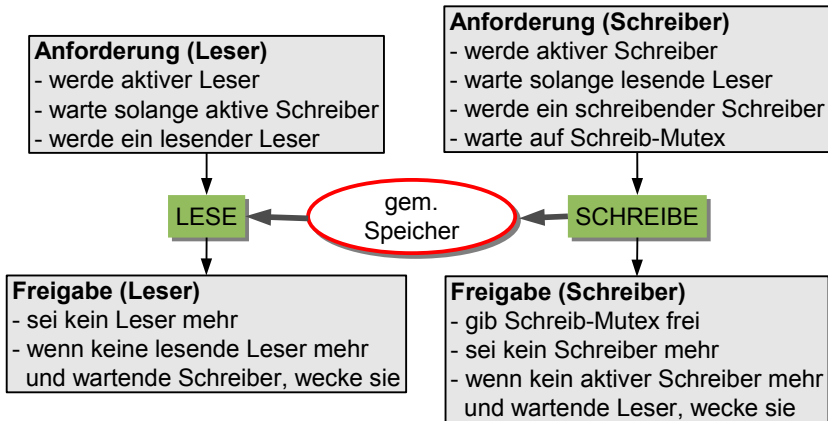 Anforderung (Leser)
- werde aktiver Leser
- warte solange aktive Schreiber
- werde ein lesender Leser
Anforderung (Schreiber)
- werde aktiver Schreiber
- warte solange lesende Leser
- werde ein schreibender Schreiber
- warte auf Schreib-Mutex
LESE
gem.
Speicher
SCHREIBE
Freigabe (Leser)
- sei kein Leser mehr
- wenn keine lesende Leser mehr
und wartende Schreiber, wecke sie
Freigabe (Schreiber)
- gib Schreib-Mutex frei
- sei kein Schreiber mehr
- wenn kein aktiver Schreiber mehr
und wartende Leser, wecke sie